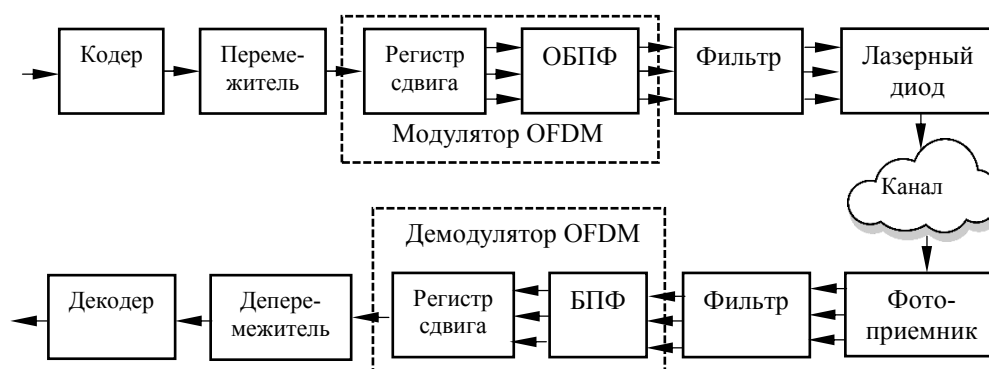 Кодер
Переме-
житель
Регистр
сдвига
ОБПФ
Модулятор OFDM
Фильтр
Лазерный
диод
Канал
Демодулятор OFDM
Декодер
Депере-
межитель
Регистр
сдвига
БПФ
Фильтр
Фото-
приемник